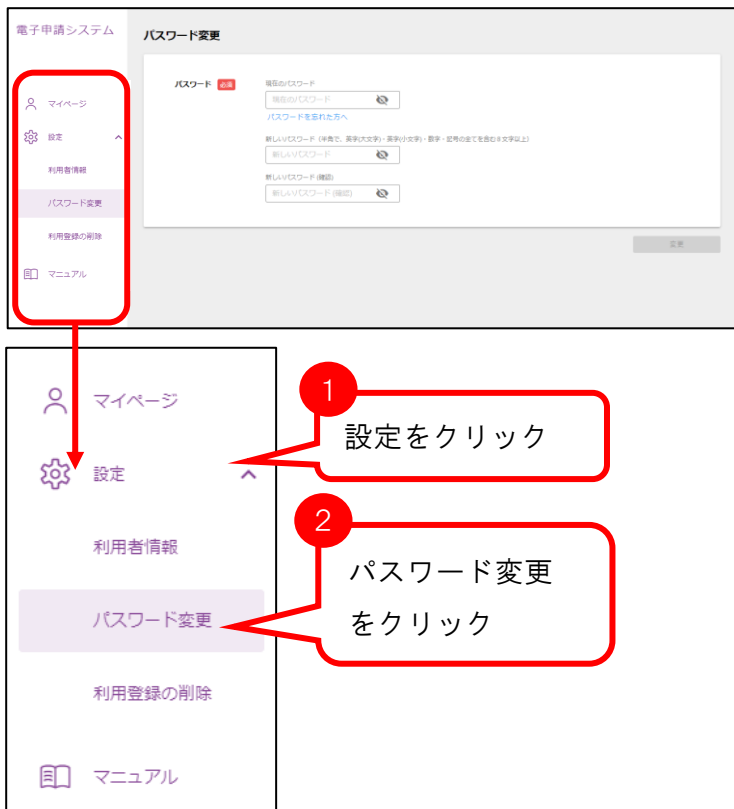 電子申請システム
パスワード変更
マイページ
設定
利用者情報
パスワード変更
利用登録の削除
マニュアル
パスワード 必須
現在のパスワード
現在のパスワード
パスワードを忘れた方へ
新しいパスワード（半角で、英字(大文字)・英字(小文字)・数字・記号の全てを含む8文字以上）
新しいパスワード
新しいパスワード(確認)
新しいパスワード(確認)
変更
マイページ
設定
利用者情報
パスワード変更
利用登録の削除
マニュアル
1
設定をクリック
2
パスワード変更
をクリック